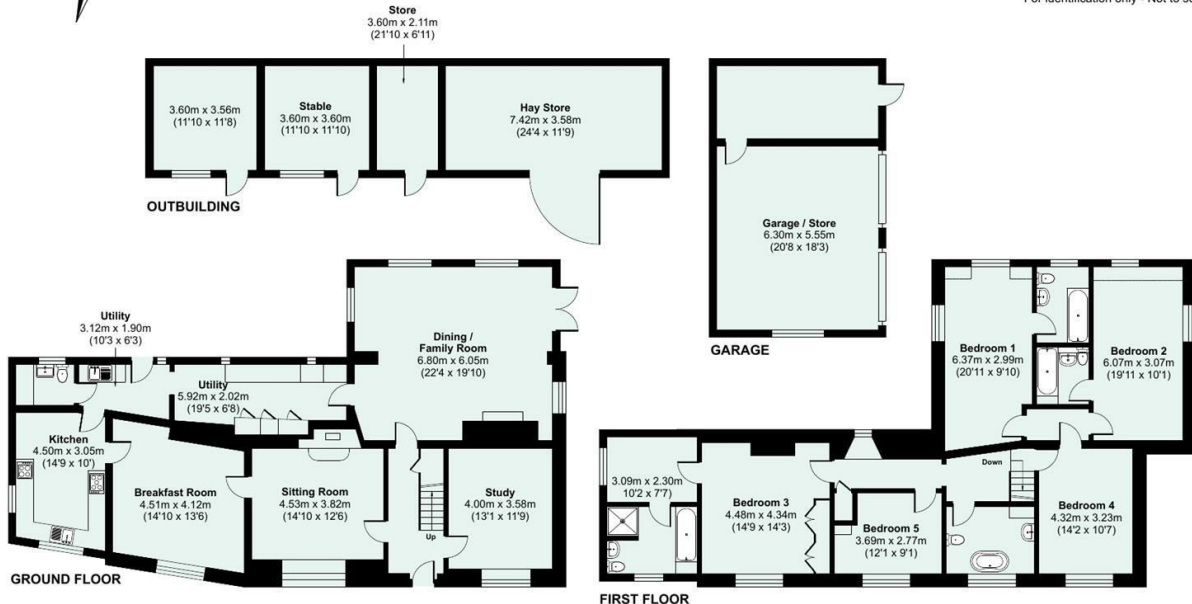 For identification only - Not to
Store
3.60m x 2.11m
(21'10 x 6'11)
3.60m x 3.56m
(11'10 x 11'8)
Stable
3.60m x 3.60m
(11'10 x 11'10)
Hay Store
7.42m x 3.58m
(24'4 x 11'9)
OUTBUILDING
Garage / Store
6.30m x 5.55m
(20'8 x 18'3)
GARAGE
Utility
3.12m x 1.90m
(10'3 x 6'3)
Utility
5.92m x 2.02m
(19'5 x 6'8)
Dining /
Family Room
6.80m x 6.05m
(22'4 x 19'10)
Kitchen
4.50m x 3.05m
(14'9 x 10')
Breakfast Room
4.51m x 4.12m
(14'10 x 13'6)
Sitting Room
4.53m x 3.82m
(14'10 x 12'6)
Study
4.00m x 3.58m
(13'1 x 11'9)
Up
GROUND FLOOR
Bedroom 1
6.37m x 2.99m
(20'11 x 9'10)
Bedroom 2
6.07m x 3.07m
(19'11 x 10'1)
3.09m x 2.30m
10'2 x 7'7)
Bedroom 3
4.48m x 4.34m
(14'9 x 14'3)
Bedroom 5
3.69m x 2.77m
(12'1 x 9'1)
Down
Bedroom 4
4.32m x 3.23m
(14'2 x 10'7)
FIRST FLOOR